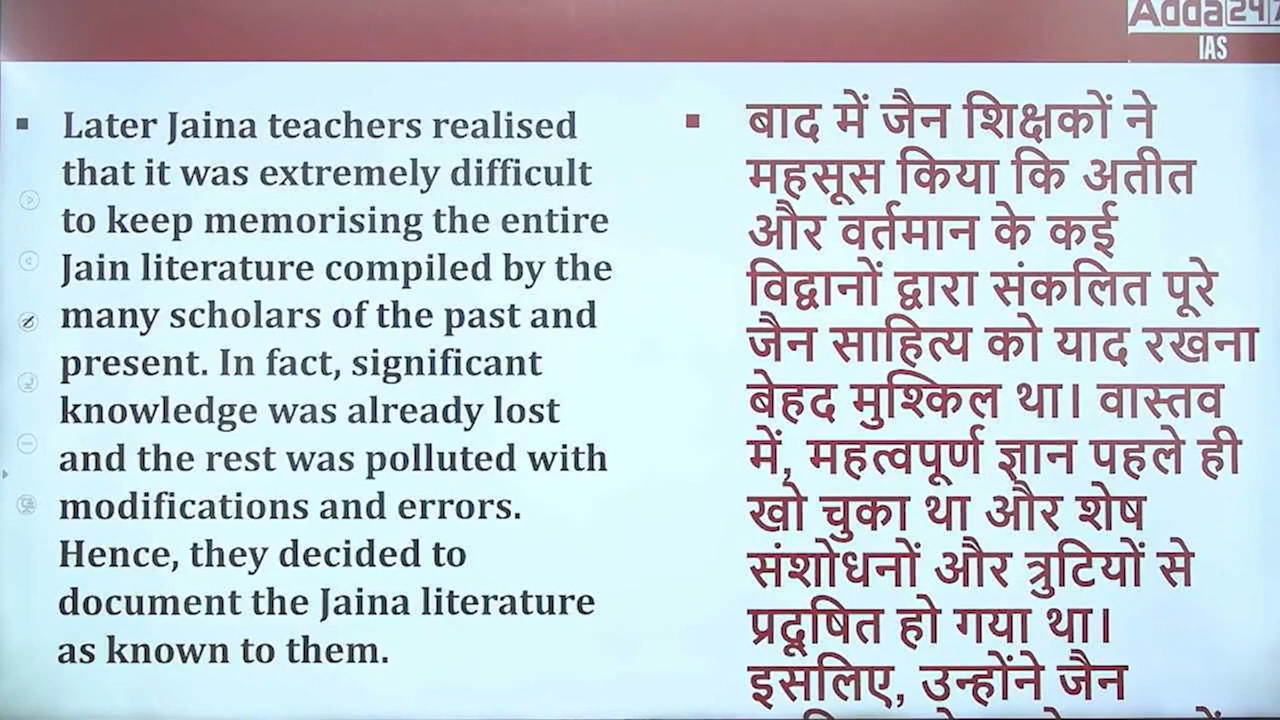 Adda247
IAS
Later Jaina teachers realised
that it was extremely difficult
to keep memorising the entire
Jain literature compiled by the
many scholars of the past and
present. In fact, significant
knowledge was already lost
and the rest was polluted with
modifications and errors.
Hence, they decided to
document the Jaina literature
as known to them.
बाद में जैन शिक्षकों ने
महसूस किया कि अतीत
और वर्तमान के कई
विद्वानों द्वारा संकलित पूरे
जैन साहित्य को याद रखना
बेहद मुश्किल था। वास्तव
में, महत्वपूर्ण ज्ञान पहले ही
खो चुका था और शेष
संशोधनों और त्रुटियों से
प्रदूषित हो गया था।
इसलिए, उन्होंने जैन